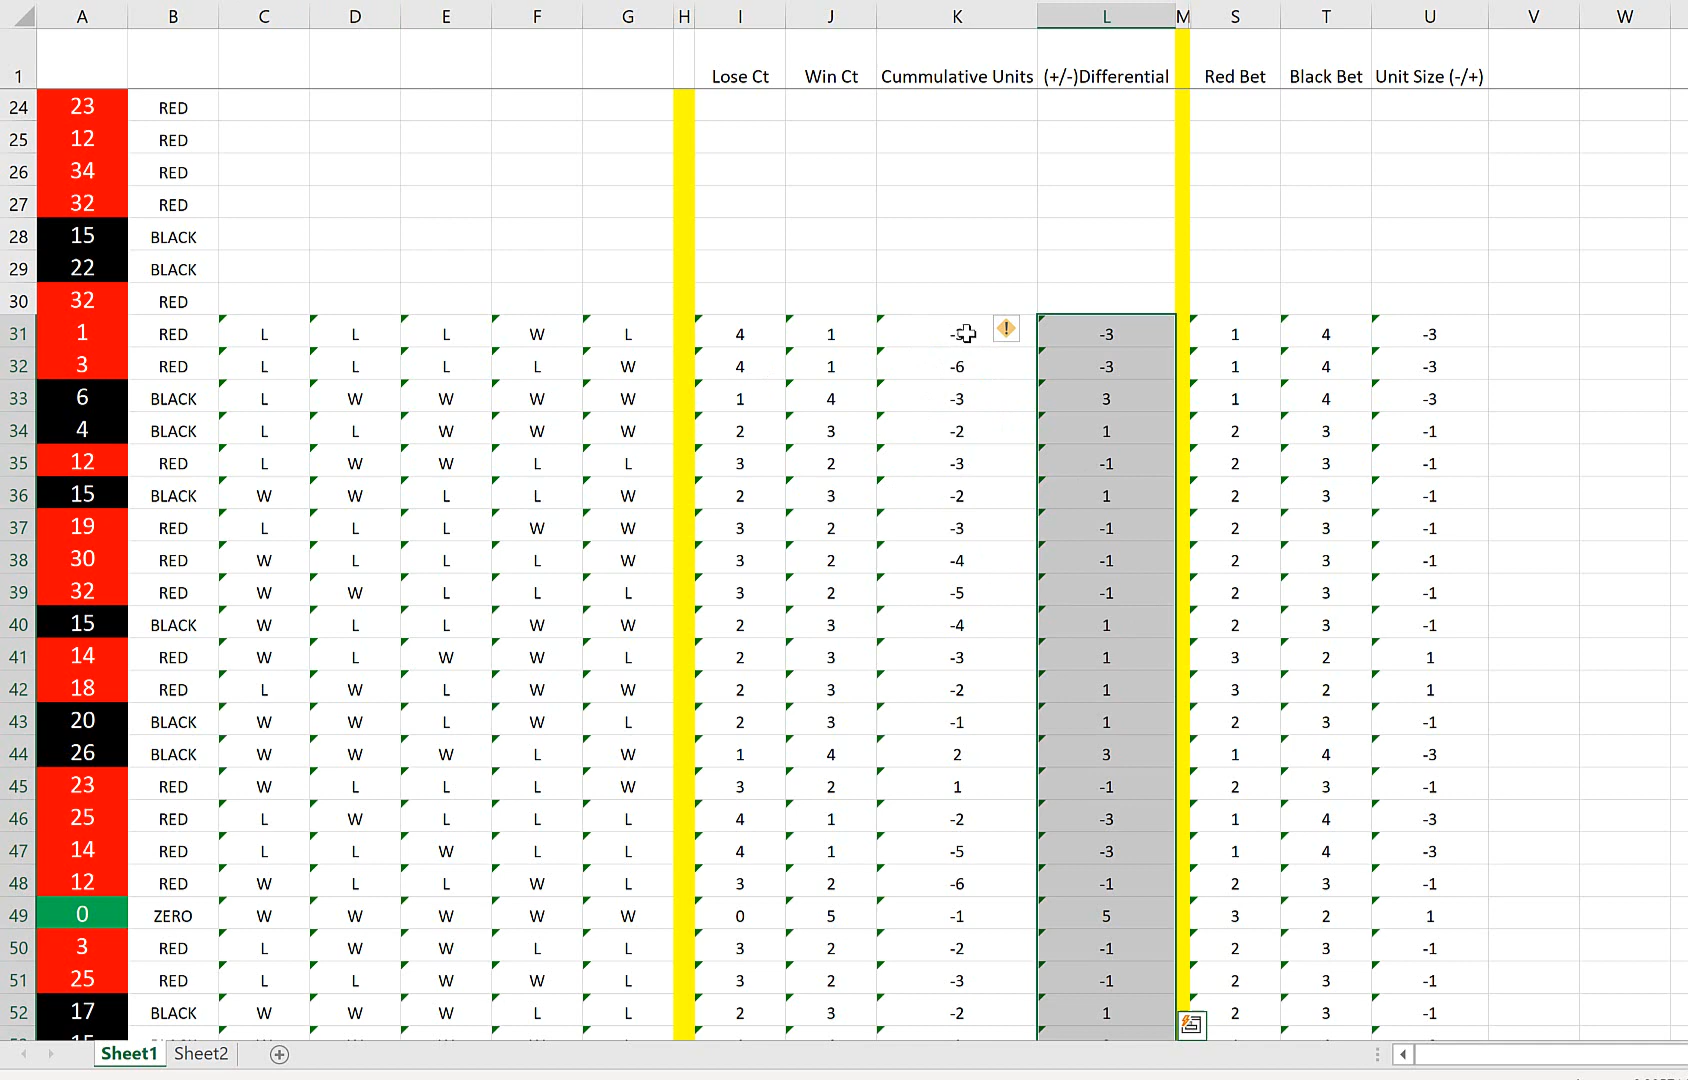 A B C D E F G H I J K L M S T U V W
1 Lose Ct Win Ct Cummulative Units (+/-)Differential Red Bet Black Bet Unit Size (-/+)
24 23 RED
25 12 RED
26 34 RED
27 32 RED
28 15 BLACK
29 22 BLACK
30 32 RED
31 1 RED L L L W L 4 1 -3 1 4 -3
32 3 RED L L L L W 4 1 -6 -3 1 4 -3
33 6 BLACK L W W W W 1 4 -3 3 1 4 -3
34 4 BLACK L L W W W 2 3 -2 1 2 3 -1
35 12 RED L W W L L 3 2 -3 -1 2 3 -1
36 15 BLACK W W L L W 2 3 -2 1 2 3 -1
37 19 RED L L L W W 3 2 -3 -1 2 3 -1
38 30 RED W L L L W 3 2 -4 -1 2 3 -1
39 32 RED W W L L L 3 2 -5 -1 2 3 -1
40 15 BLACK W L L W W 2 3 -4 1 2 3 -1
41 14 RED W L W W L 2 3 -3 1 3 2 1
42 18 RED L W L W W 2 3 -2 1 3 2 1
43 20 BLACK W W L W L 2 3 -1 1 2 3 -1
44 26 BLACK W W W L W 1 4 2 3 1 4 -3
45 23 RED W L L L W 3 2 1 -1 2 3 -1
46 25 RED L W L L L 4 1 -2 -3 1 4 -3
47 14 RED L L W L L 4 1 -5 -3 1 4 -3
48 12 RED W L L W L 3 2 -6 -1 2 3 -1
49 0 ZERO W W W W W 0 5 -1 5 3 2 1
50 3 RED L W W L L 3 2 -2 -1 2 3 -1
51 25 RED L L W W L 3 2 -3 -1 2 3 -1
52 17 BLACK W W W L L 2 3 -2 1 2 3 -1
Sheet1 Sheet2